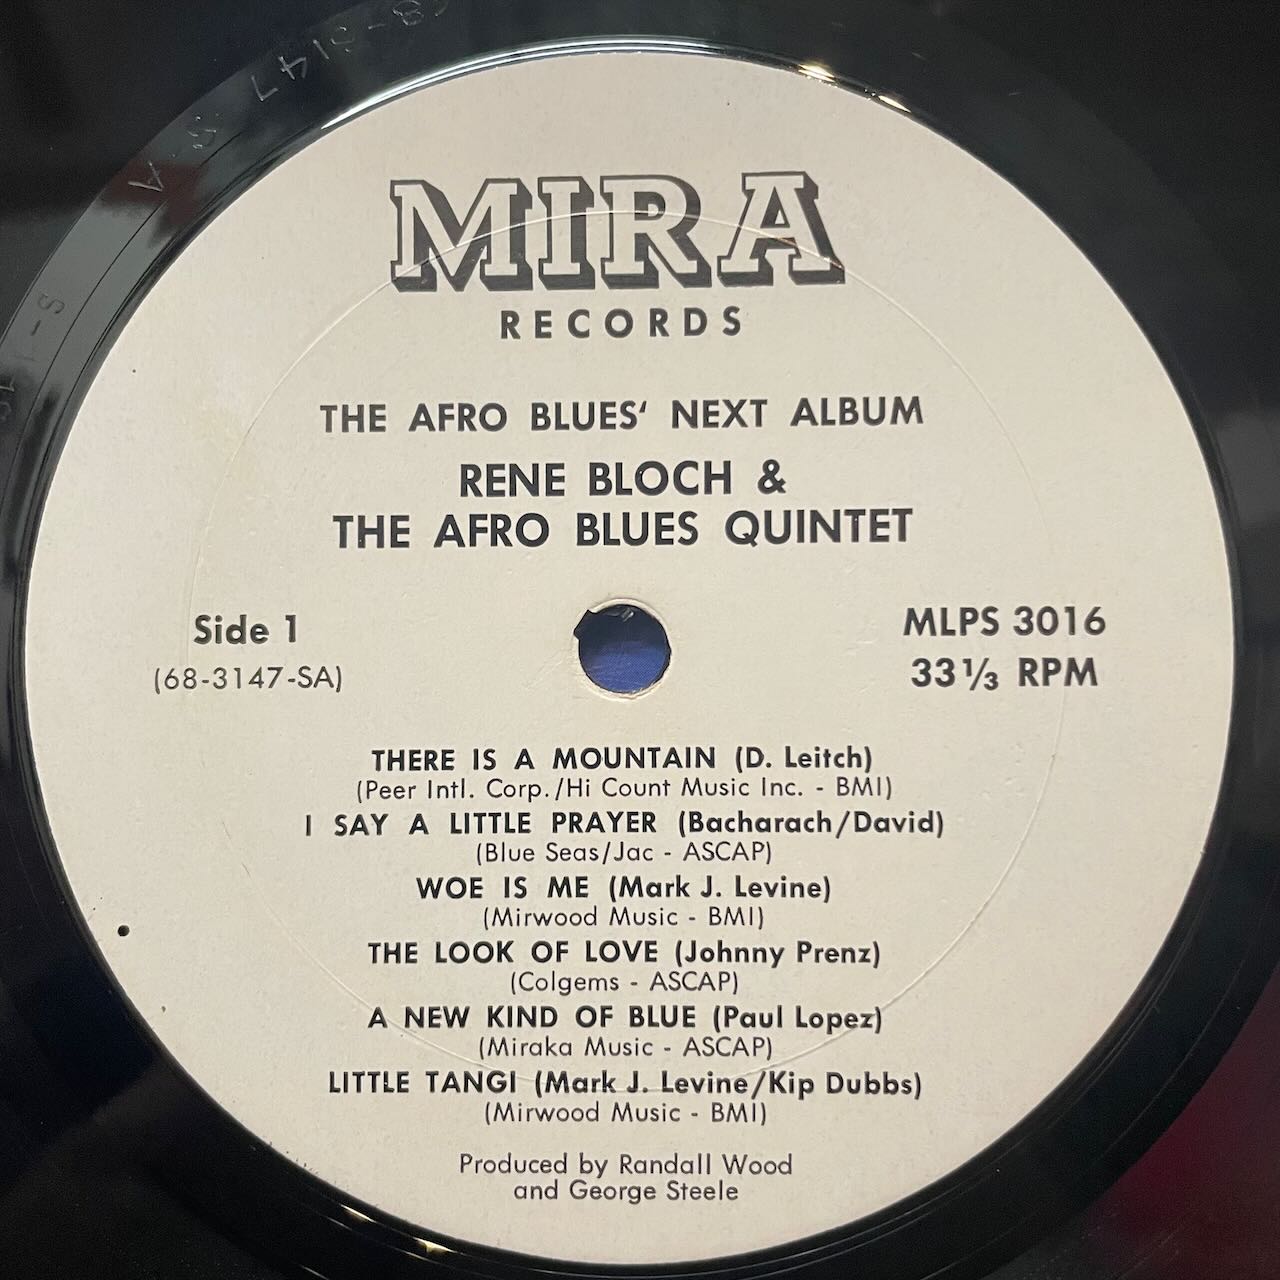 MIRA
RECORDS
THE AFRO BLUES' NEXT ALBUM
RENE BLOCH &
THE AFRO BLUES QUINTET
Side 1
(68-3147-SA)
MLPS 3016
33 1/3 RPM
THERE IS A MOUNTAIN (D. Leitch)
(Peer Intl. Corp./Hi Count Music Inc. - BMI)
I SAY A LITTLE PRAYER (Bacharach/David)
(Blue Seas/Jac - ASCAP)
WOE IS ME (Mark J. Levine)
(Mirwood Music - BMI)
THE LOOK OF LOVE (Johnny Prenz)
(Colgems - ASCAP)
A NEW KIND OF BLUE (Paul Lopez)
(Miraka Music - ASCAP)
LITTLE TANGI (Mark J. Levine/Kip Dubbs)
(Mirwood Music - BMI)
Produced by Randall Wood
and George Steele